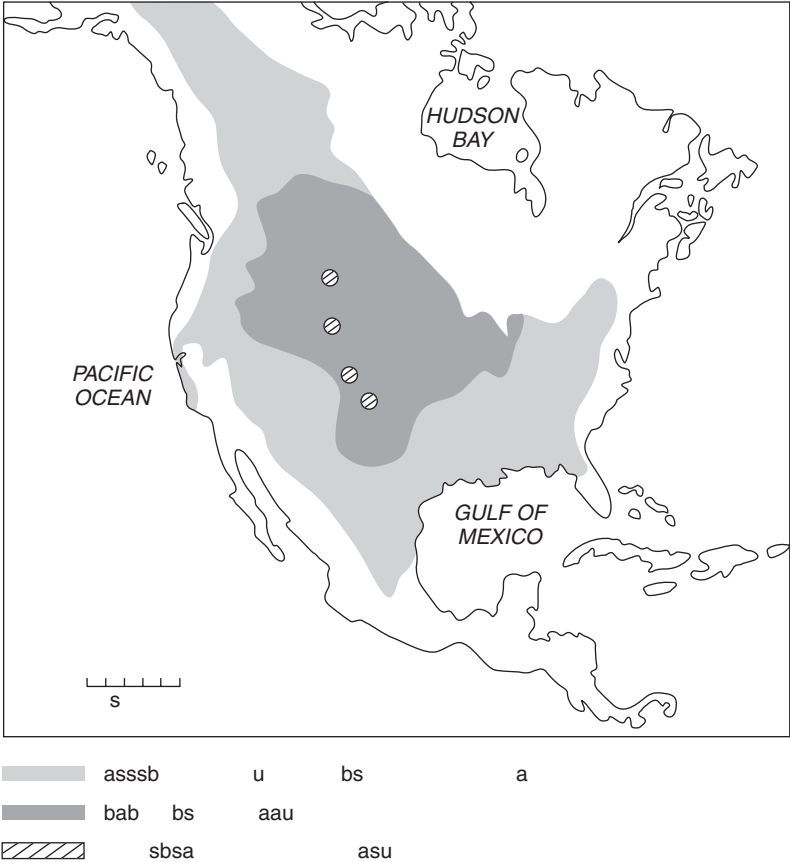 HUDSON
BAY
PACIFIC
OCEAN
GULF OF
MEXICO
s
asssb u bs a
bab bs aau
sbsa asu